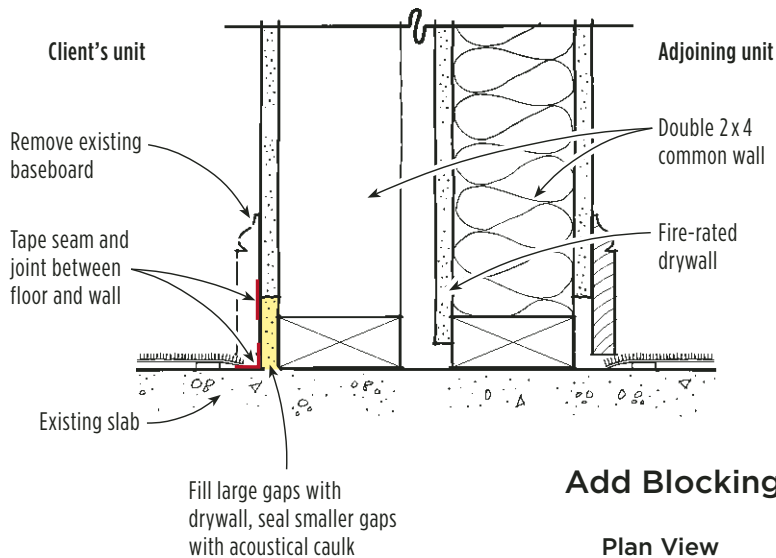 Client’s unit
Adjoining unit
Remove existing
baseboard
Double 2 x 4
common wall
Tape seam and
joint between
floor and wall
Fire-rated
drywall
Existing slab
Fill large gaps with
drywall, seal smaller gaps
with acoustical caulk
Add Blocking
Plan View